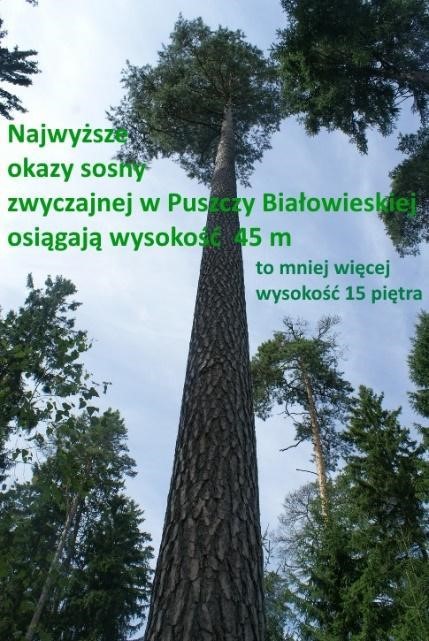 Najwyższe
okazy sosny
zwyczajnej w Puszczy Białowieskiej
osiągają wysokość 45 m
to mniej więcej
wysokość 15 piętra